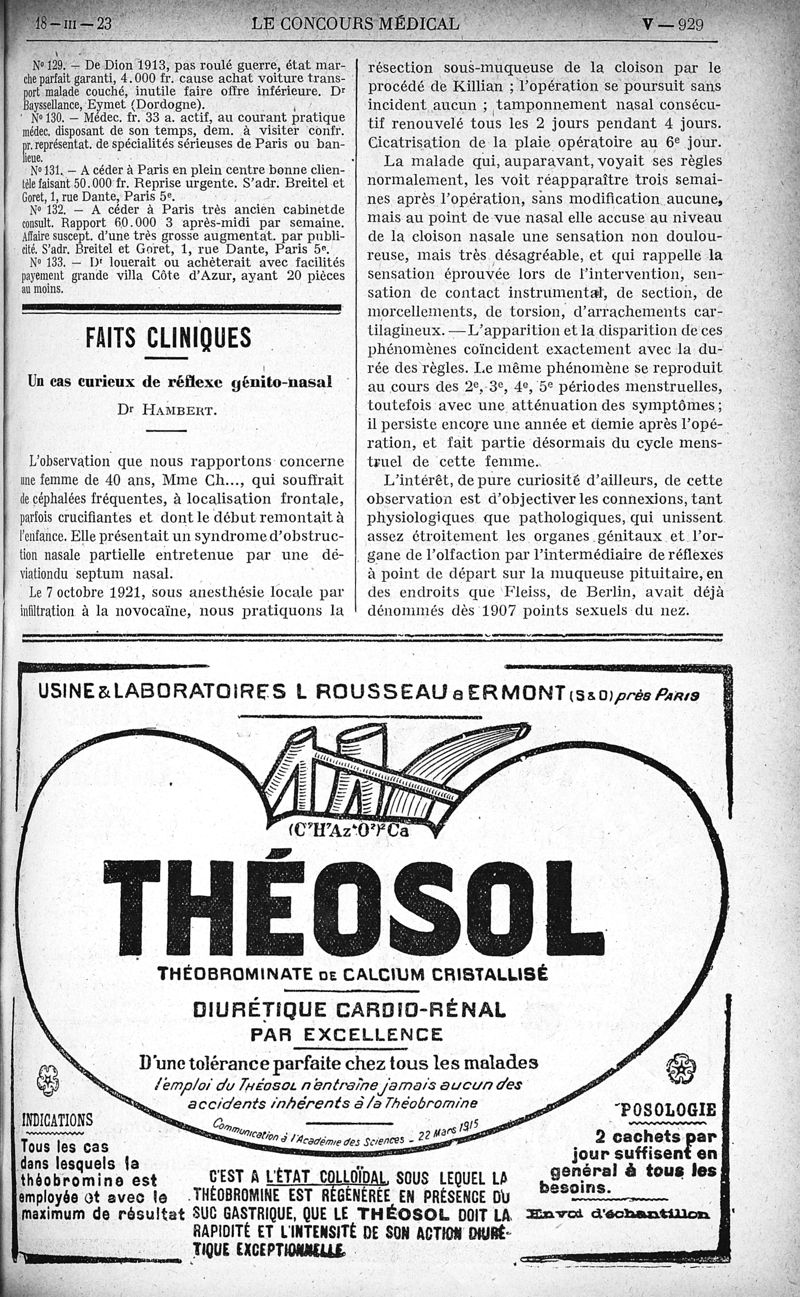 18 — III — 23
LE CONCOURS MÉDICAL
V — 929
Nº 129. — De Dion 1913, pas roulé guerre, état mar-
che parfait garanti, 4.000 fr. cause achat voiture trans-
port malade couché, inutile faire offre inférieure. Dr
Bayssellance, Eymet (Dordogne).
Nº 130. — Médec. fr. 33 a. actif, au courant pratique
médec. disposant de son temps, dem. à visiter confr.
pr. représentat. de spécialités sérieuses de Paris ou ban-
lieue.
Nº 131. — A céder à Paris en plein centre bonne clien-
tèle faisant 50.000 fr. Reprise urgente. S'adr. Breitel et
Goret, 1, rue Dante, Paris 5e.
Nº 132. — A céder à Paris très ancien cabinetde
consult. Rapport 60.000 3 après-midi par semaine.
Affaire suscept. d'une très grosse augmentat. par publi-
cité. S'adr. Breitel et Goret, 1, rue Dante, Paris 5e.
Nº 133. — Dr louerait ou achèterait avec facilités
payement grande villa Côte d'Azur, ayant 20 pièces
au moins.
FAITS CLINIQUES
Un cas curieux de réflexe génito-nasal
Dr HAMBERT.
L'observation que nous rapportons concerne
une femme de 40 ans, Mme Ch..., qui souffrait
de céphalées fréquentes, à localisation frontale,
parfois crucifiantes et dont le début remontait à
l'enfance. Elle présentait un syndrome d'obstruc-
tion nasale partielle entretenue par une dé-
viationdu septum nasal.
Le 7 octobre 1921, sous anesthésie locale par
infiltration à la novocaïne, nous pratiquons la
résection sous-muqueuse de la cloison par le
procédé de Killian ; l'opération se poursuit sans
incident aucun ; tamponnement nasal consécu-
tif renouvelé tous les 2 jours pendant 4 jours.
Cicatrisation de la plaie opératoire au 6e jour.
La malade qui, auparavant, voyait ses règles
normalement, les voit réapparaître trois semai-
nes après l'opération, sans modification aucune,
mais au point de vue nasal elle accuse au niveau
de la cloison nasale une sensation non doulou-
reuse, mais très désagréable, et qui rappelle la
sensation éprouvée lors de l'intervention, sen-
sation de contact instrumental, de section, de
morcellements, de torsion, d'arrachements car-
tilagineux. — L'apparition et la disparition de ces
phénomènes coïncident exactement avec la du-
rée des règles. Le même phénomène se reproduit
au cours des 2e, 3e, 4e, 5e périodes menstruelles,
toutefois avec une atténuation des symptômes ;
il persiste encore une année et demie après l'opé-
ration, et fait partie désormais du cycle mens-
truel de cette femme.
L'intérêt, de pure curiosité d'ailleurs, de cette
observation est d'objectiver les connexions, tant
physiologiques que pathologiques, qui unissent
assez étroitement les organes génitaux et l'or-
gane de l'olfaction par l'intermédiaire de réflexes
à point de départ sur la muqueuse pituitaire, en
des endroits que Fleiss, de Berlin, avait déjà
dénommés dès 1907 points sexuels du nez.
USINE & LABORATOIRES L ROUSSEAU a ERMONT (S & O) près PARIS
(C⁷H⁷Az⁴O²)²Ca
THÉOSOL
THÉOBROMINATE DE CALCIUM CRISTALLISÉ
DIURÉTIQUE CARDIO-RÉNAL
PAR EXCELLENCE
D'une tolérance parfaite chez tous les malades
l'emploi du THÉOSOL n'entraîne jamais aucun des
accidents inhérents à la Théobromine
Communication à l'Académie des Sciences — 22 Mars 1915
INDICATIONS
Tous les cas
dans lesquels la
théobromine est
employée et avec le
maximum de résultat
C'EST A L'ÉTAT COLLOÏDAL, SOUS LEQUEL LA
THÉOBROMINE EST RÉGÉNÉRÉE EN PRÉSENCE DU
SUC GASTRIQUE, QUE LE THÉOSOL DOIT LA
RAPIDITÉ ET L'INTENSITÉ DE SON ACTION DIURÉ-
TIQUE EXCEPTIONNELLE
POSOLOGIE
2 cachets par
jour suffisent en
général à tous les
besoins.
Envoi d'échantillon